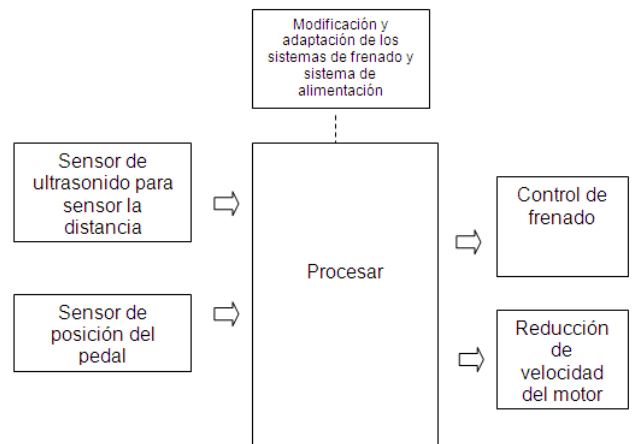 Modificación y
adaptación de los
sistemas de frenado y
sistema de
alimentación
Sensor de
ultrasonido para
sensor la
distancia
Sensor de
posición del
pedal
Procesar
Control de
frenado
Reducción
de
velocidad
del motor